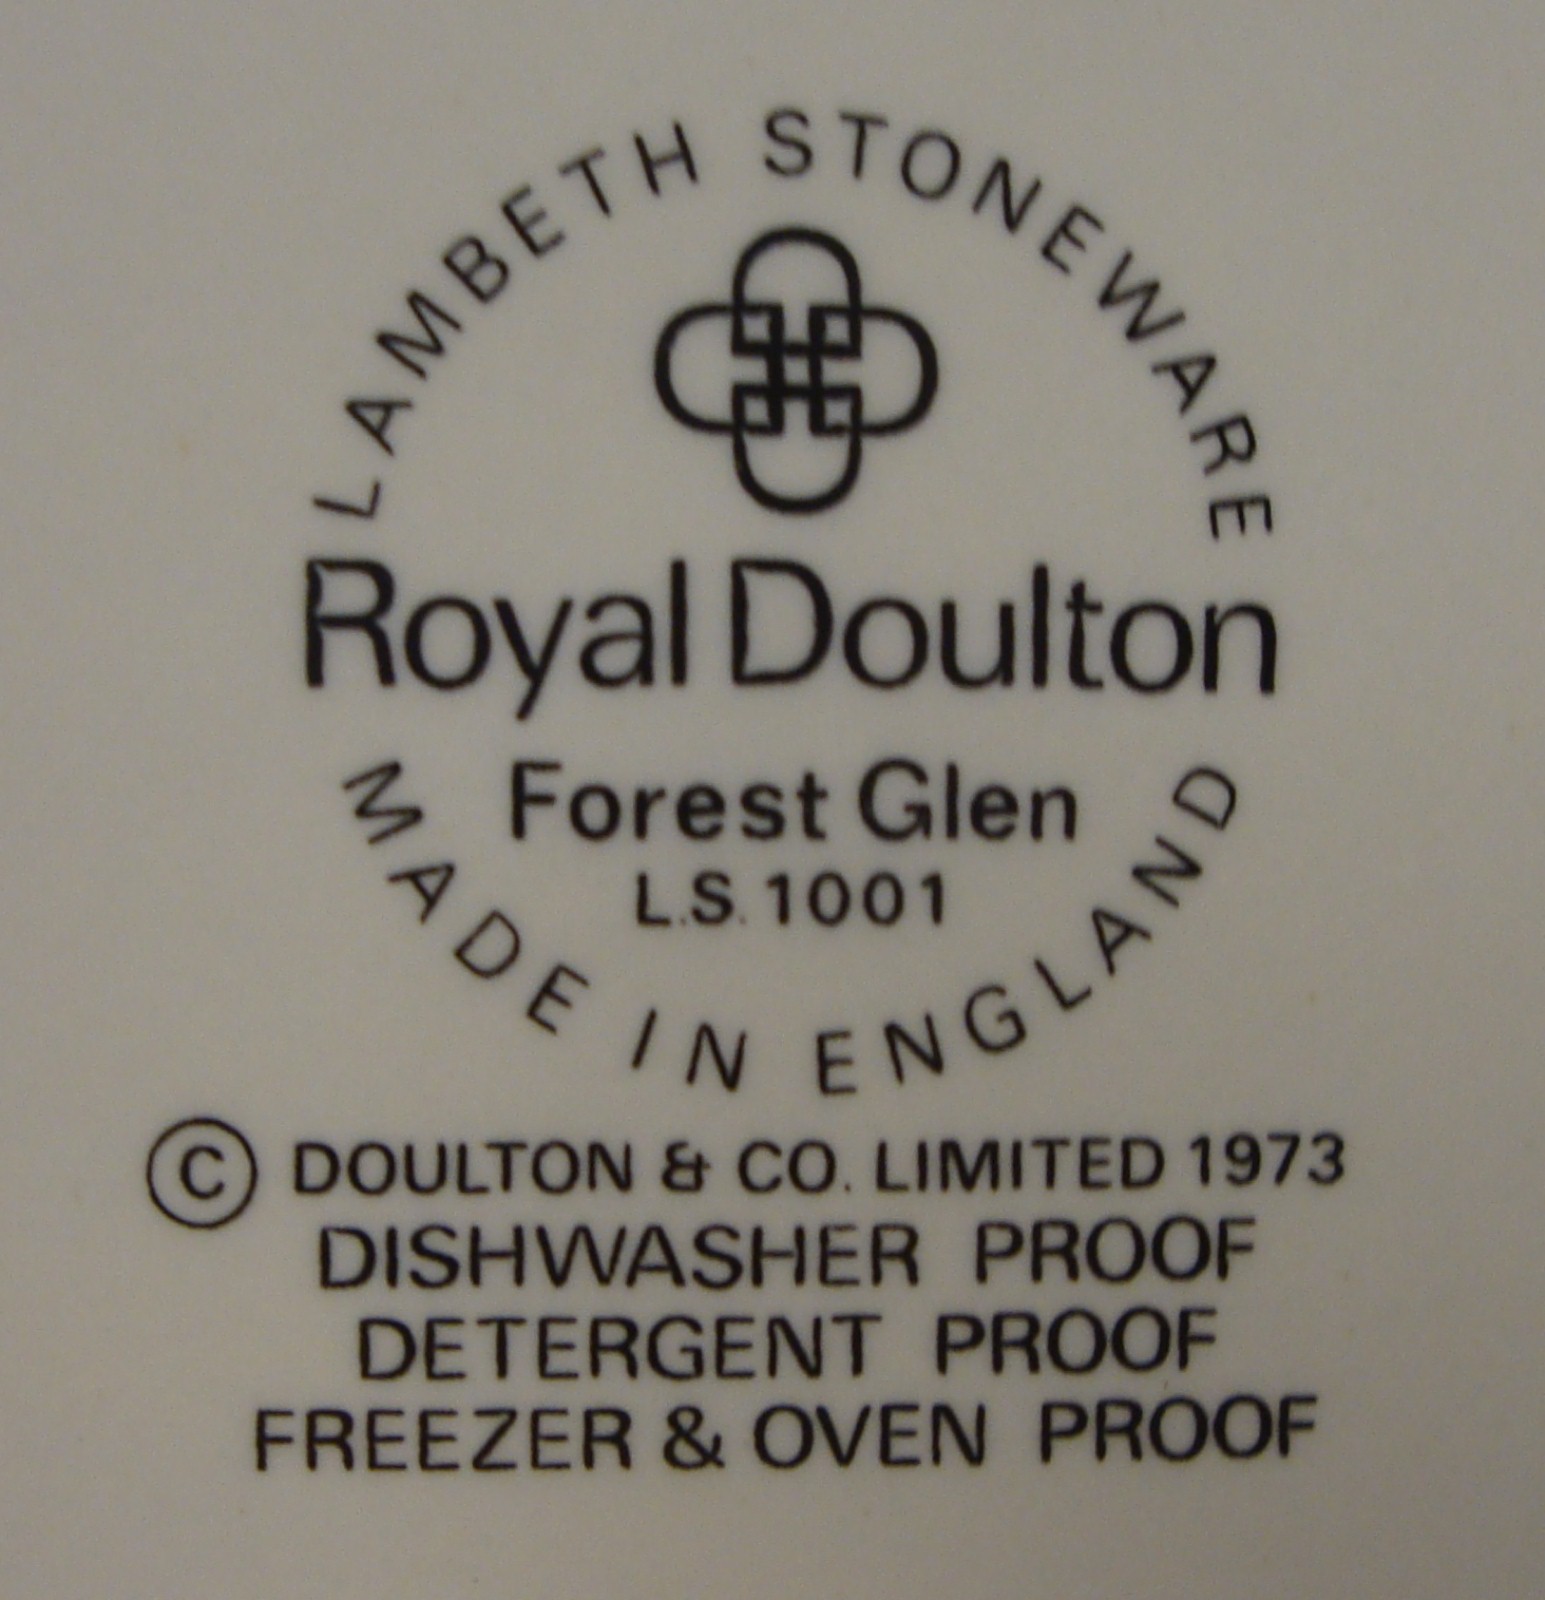 LAMBETH STONEWARE
Royal Doulton
Forest Glen
L.S. 1001
MADE IN ENGLAND
© DOULTON & CO. LIMITED 1973
DISHWASHER PROOF
DETERGENT PROOF
FREEZER & OVEN PROOF